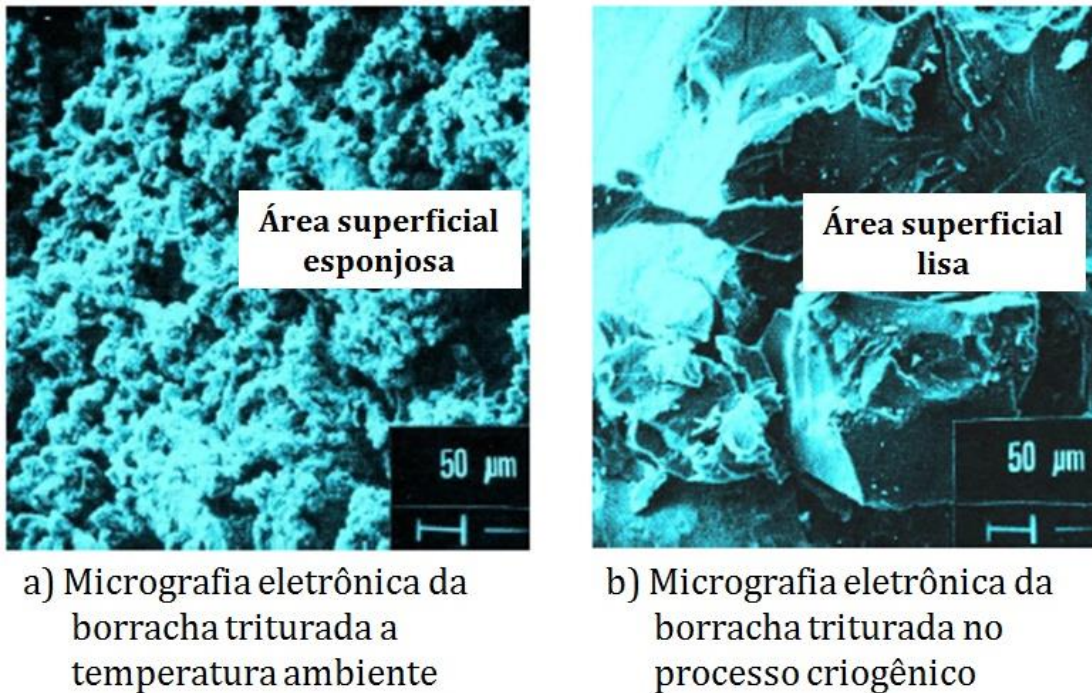 Área superficial
esponjosa
50 μm
Área superficial
lisa
50 μm
a) Micrografia eletrônica da
borracha triturada a
temperatura ambiente
b) Micrografia eletrônica da
borracha triturada no
processo criogênico